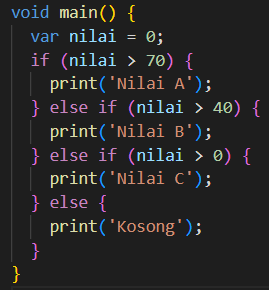 void main() {
  var nilai = 0;
  if (nilai > 70) {
    print('Nilai A');
  } else if (nilai > 40) {
    print('Nilai B');
  } else if (nilai > 0) {
    print('Nilai C');
  } else {
    print('Kosong');
  }
}